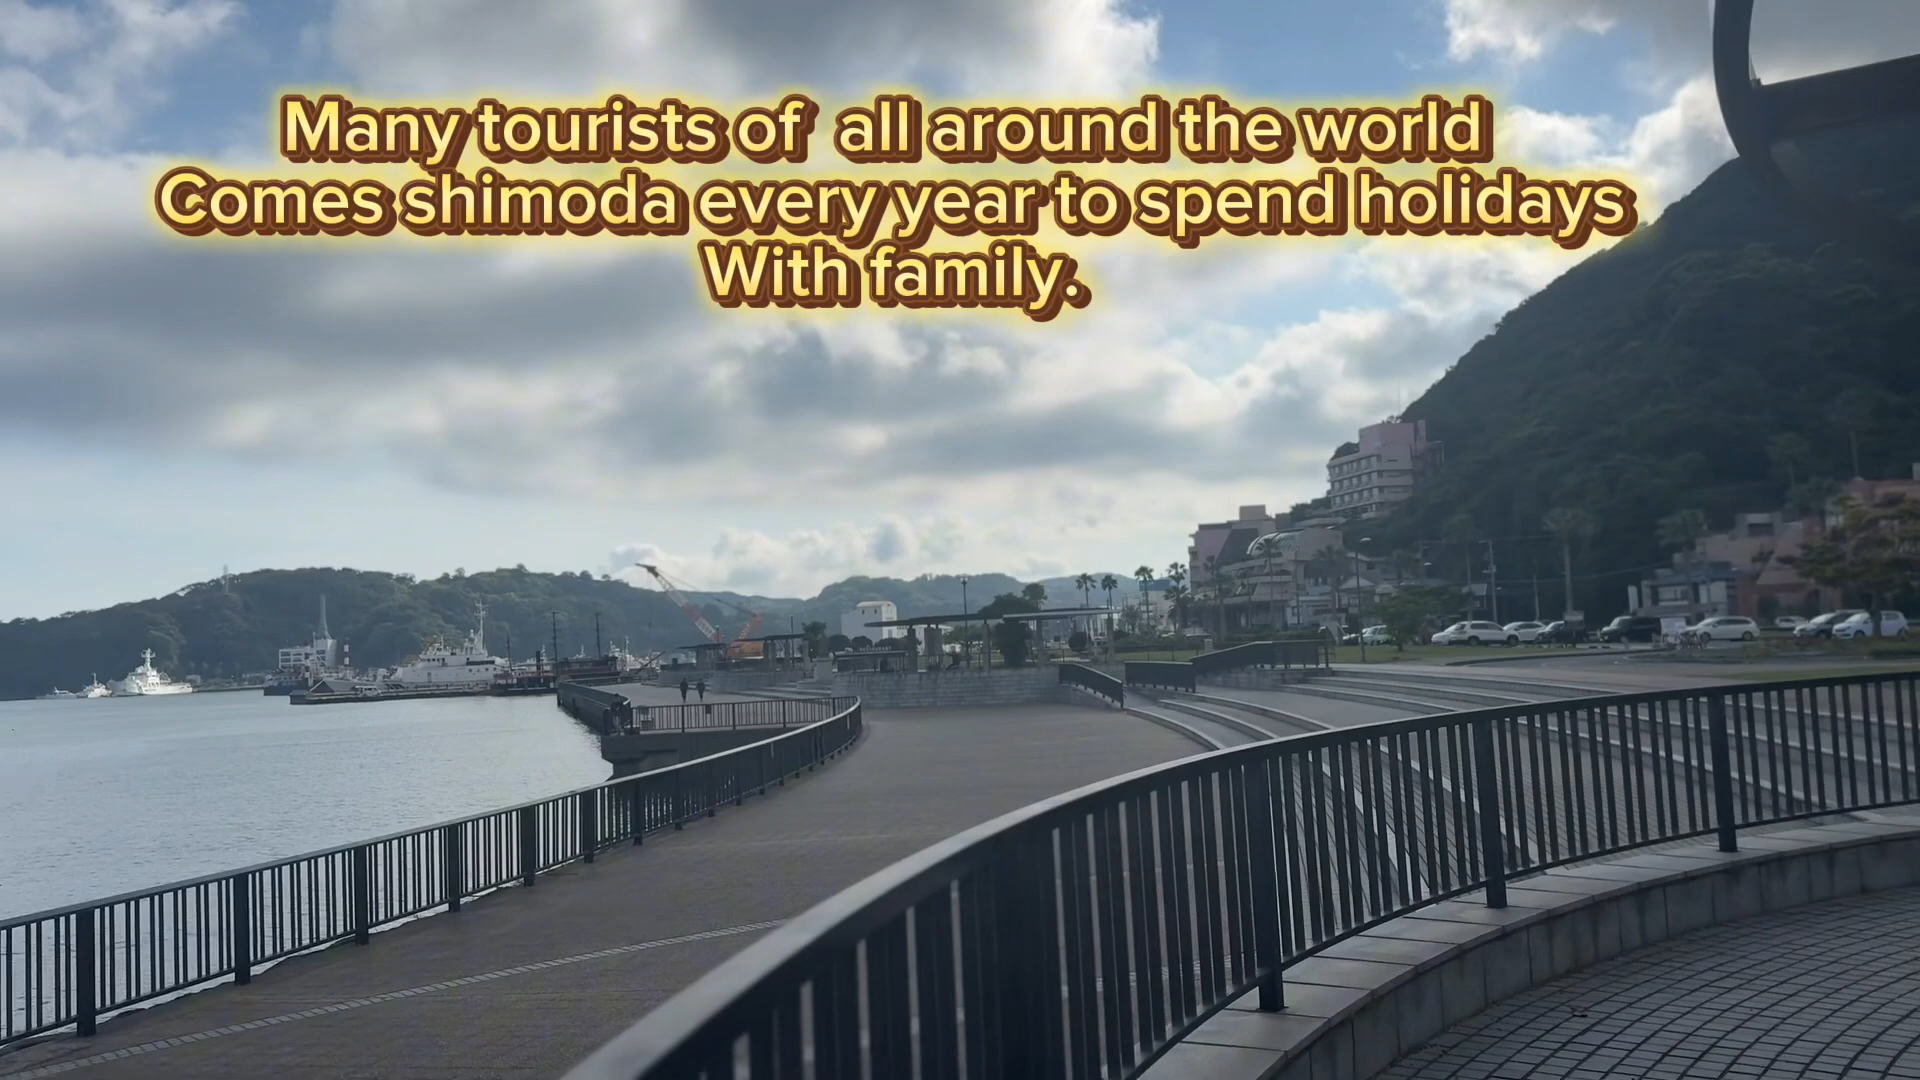 Many tourists of all around the world
Comes shimoda every year to spend holidays
With family.